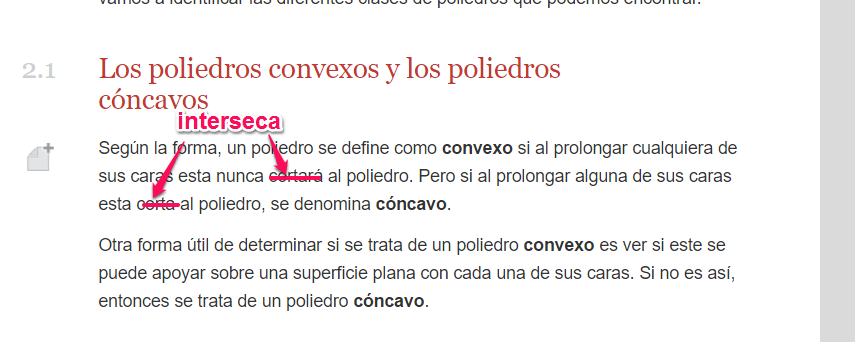 vamos a identificar las diferentes clases de poliedros que podemos encontrar.
2.1 Los poliedros convexos y los poliedros
cóncavos
interseca
Según la forma, un poliedro se define como convexo si al prolongar cualquiera de
sus caras esta nunca cortará al poliedro. Pero si al prolongar alguna de sus caras
esta corta al poliedro, se denomina cóncavo.
Otra forma útil de determinar si se trata de un poliedro convexo es ver si este se
puede apoyar sobre una superficie plana con cada una de sus caras. Si no es así,
entonces se trata de un poliedro cóncavo.